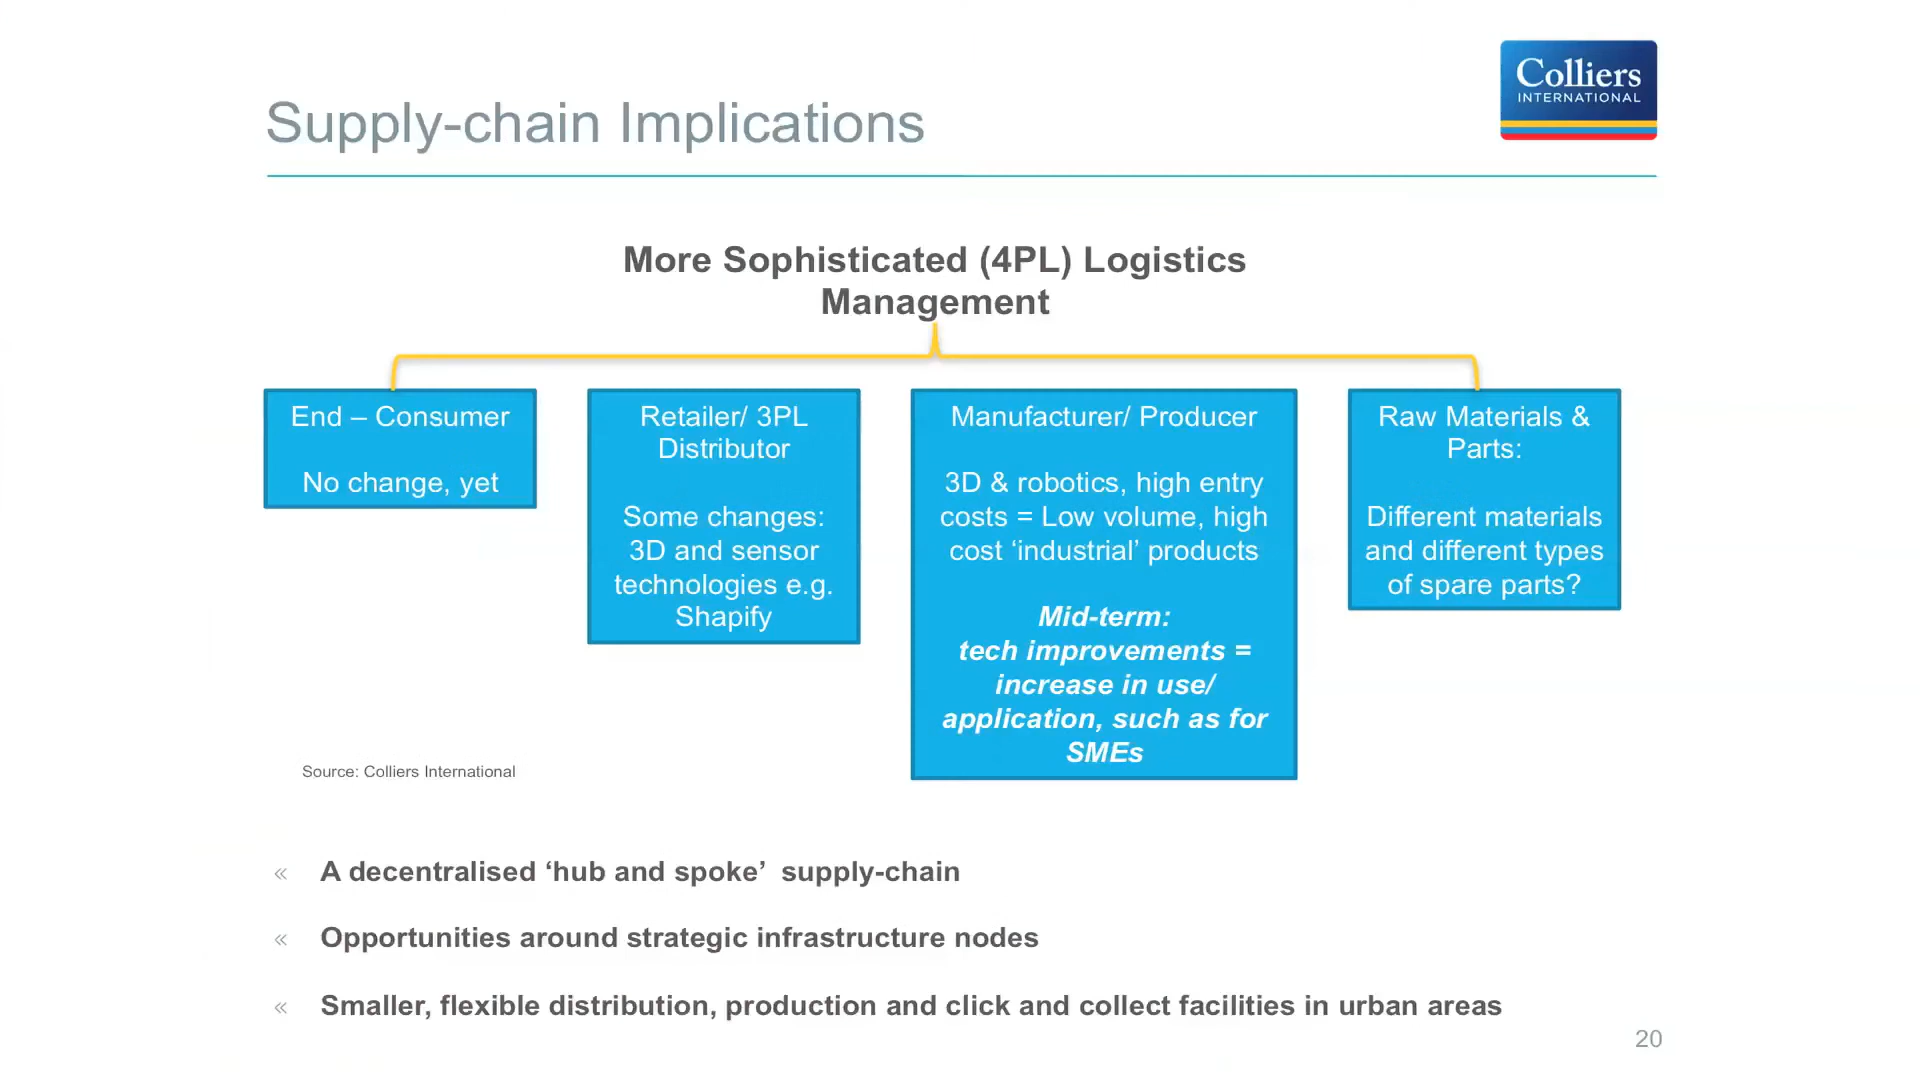 Colliers
INTERNATIONAL
Supply-chain Implications
More Sophisticated (4PL) Logistics
Management
End – Consumer
No change, yet
Retailer/ 3PL
Distributor
Some changes:
3D and sensor
technologies e.g.
Shapify
Manufacturer/ Producer
3D & robotics, high entry
costs = Low volume, high
cost ‘industrial’ products
Mid-term:
tech improvements =
increase in use/
application, such as for
SMEs
Raw Materials &
Parts:
Different materials
and different types
of spare parts?
Source: Colliers International
« A decentralised ‘hub and spoke’ supply-chain
« Opportunities around strategic infrastructure nodes
« Smaller, flexible distribution, production and click and collect facilities in urban areas
20